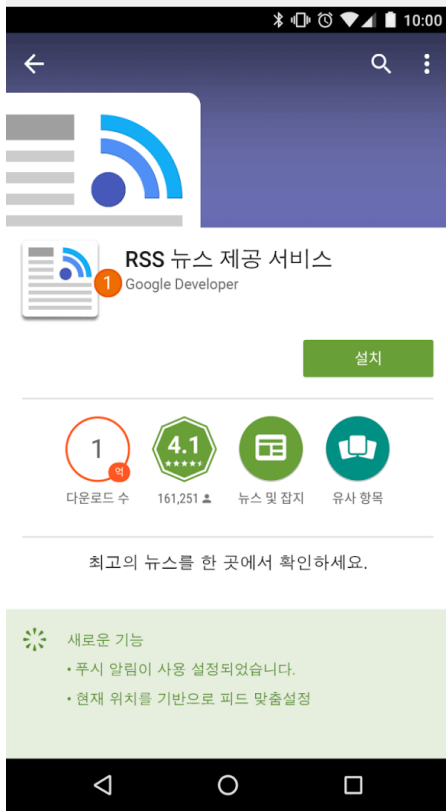 10:00
RSS 뉴스 제공 서비스
1
Google Developer
설치
1
억
4.1
다운로드 수
161,251
뉴스 및 잡지
유사 항목
최고의 뉴스를 한 곳에서 확인하세요.
새로운 기능
• 푸시 알림이 사용 설정되었습니다.
• 현재 위치를 기반으로 피드 맞춤설정